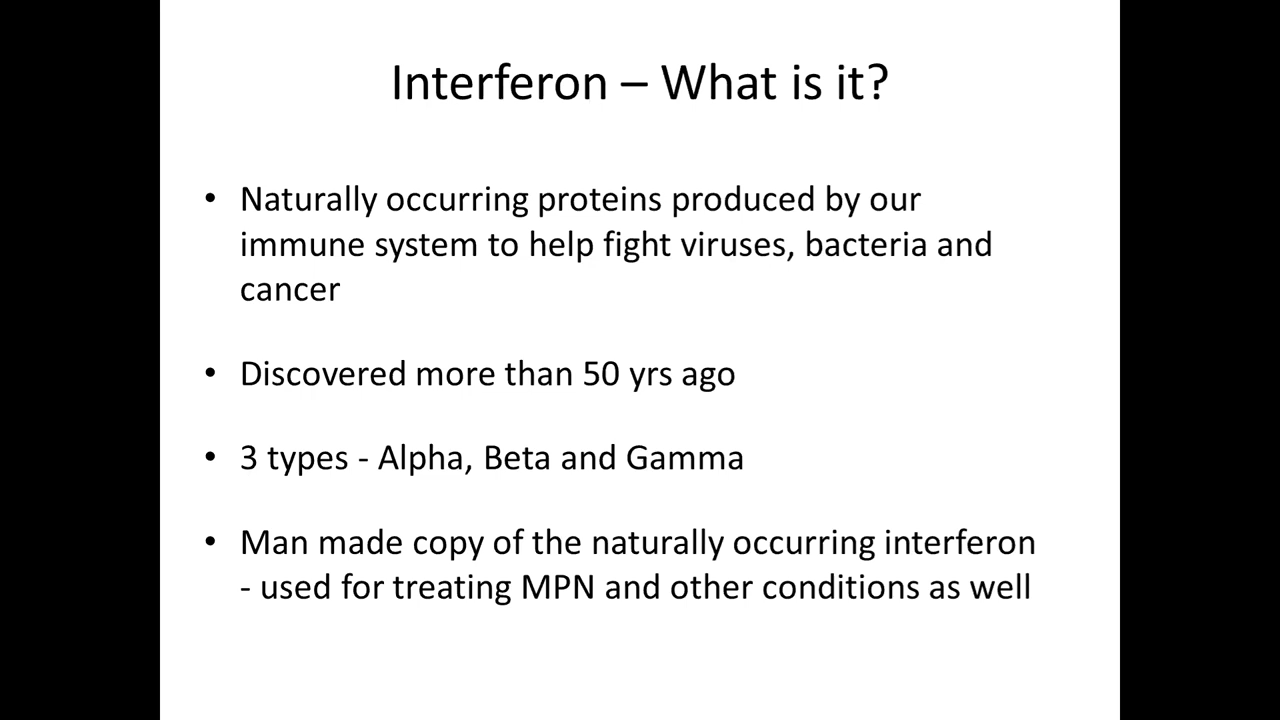 Interferon – What is it?
• Naturally occurring proteins produced by our
immune system to help fight viruses, bacteria and
cancer
• Discovered more than 50 yrs ago
• 3 types - Alpha, Beta and Gamma
• Man made copy of the naturally occurring interferon
- used for treating MPN and other conditions as well